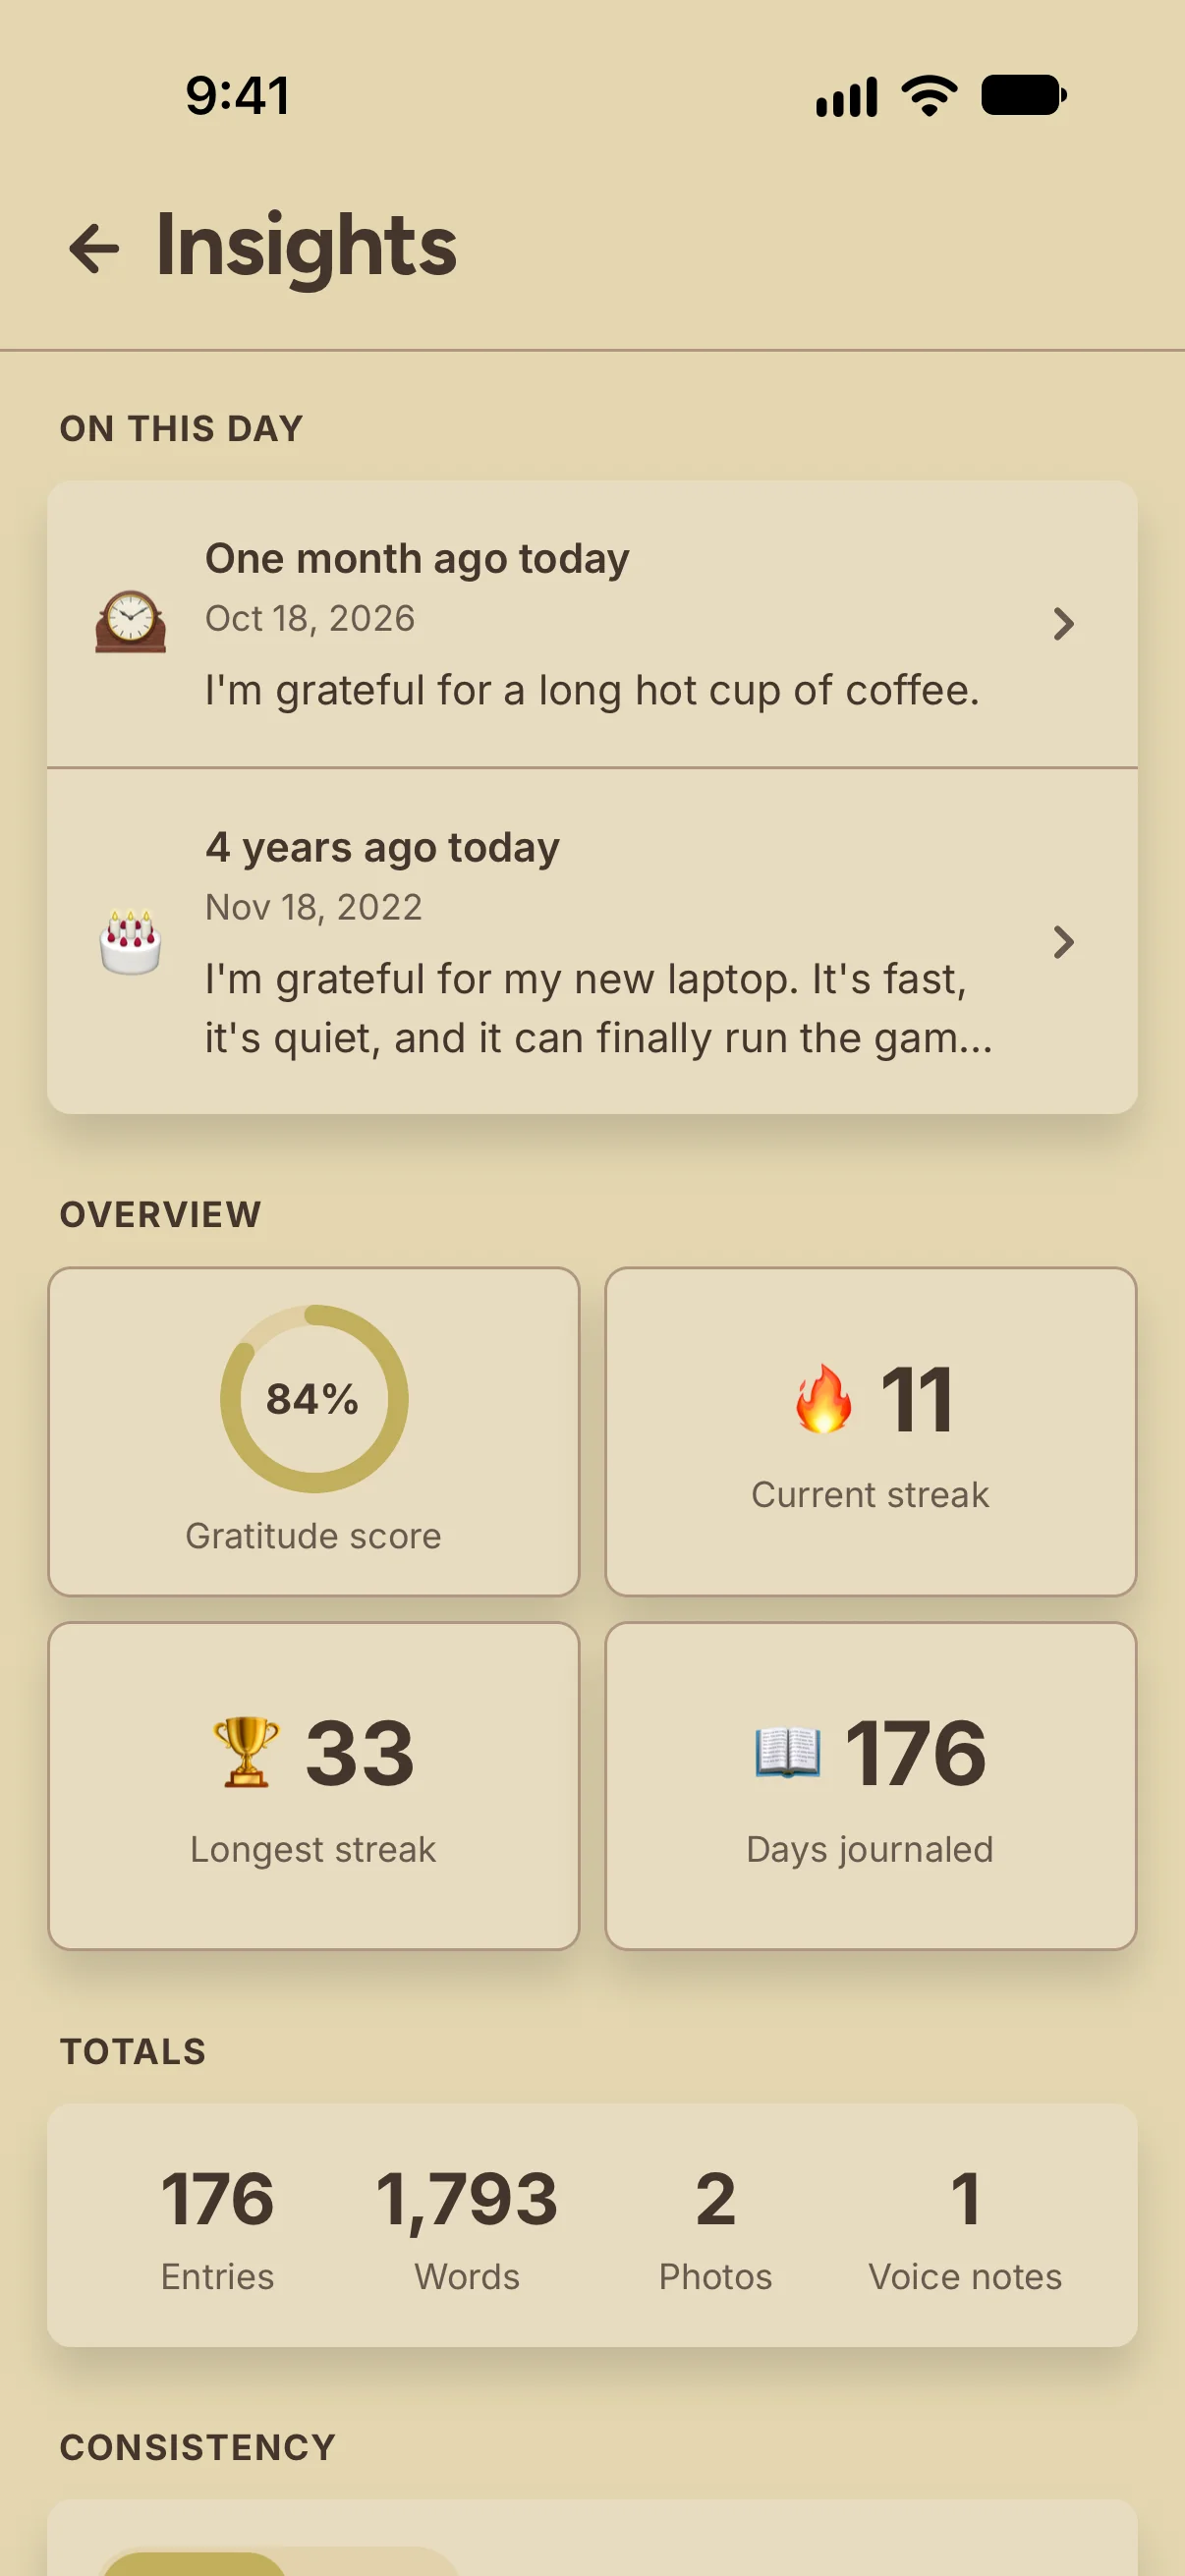 9:41
Insights
ON THIS DAY
One month ago today
Oct 18, 2026
I'm grateful for a long hot cup of coffee.
4 years ago today
Nov 18, 2022
I'm grateful for my new laptop. It's fast,
it's quiet, and it can finally run the gam...
OVERVIEW
84%
Gratitude score
11
Current streak
33
Longest streak
176
Days journaled
TOTALS
176
Entries
1,793
Words
2
Photos
1
Voice notes
CONSISTENCY